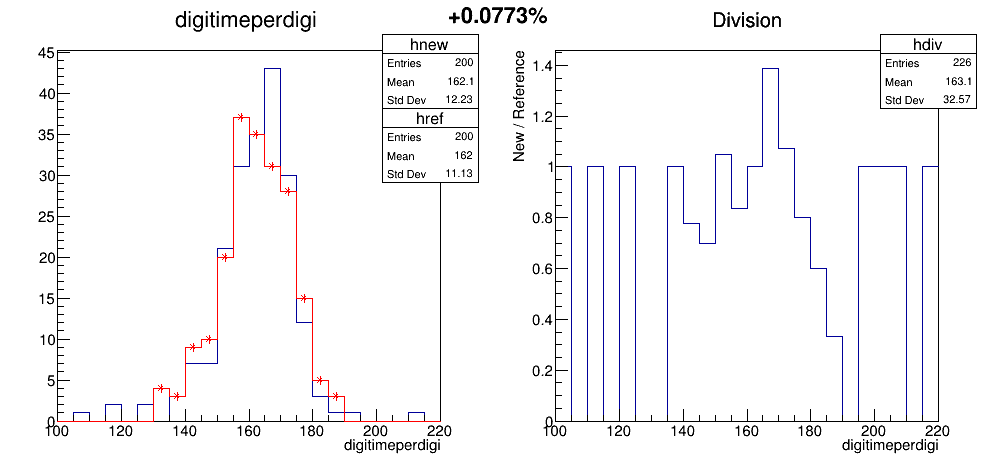 digitimeperdigi
+0.0773%
Division
hnew
Entries 200
Mean 162.1
Std Dev 12.23
href
Entries 200
Mean 162
Std Dev 11.13
45
40
35
30
25
20
15
10
5
0
100 120 140 160 180 200 220
digitimeperdigi
hdiv
Entries 226
Mean 163.1
Std Dev 32.57
New / Reference
1.4
1.2
1
0.8
0.6
0.4
0.2
0
100 120 140 160 180 200 220
digitimeperdigi